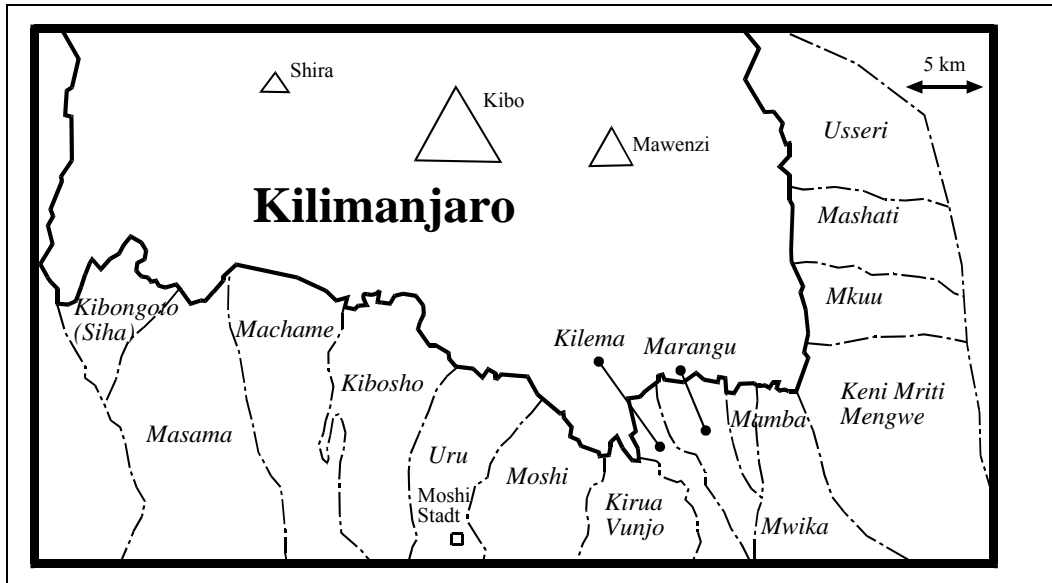 Shira
Kibo
5 km
Usseri
Mawenzi
Kilimanjaro
Mashati
Kibongoto
(Siha)
Mkuu
Machame
Kilema
Marangu
Kibosho
Keni Mriti
Mengwe
Mamba
Masama
Uru
Moshi
Moshi
Stadt
Kirua
Vunjo
Mwika